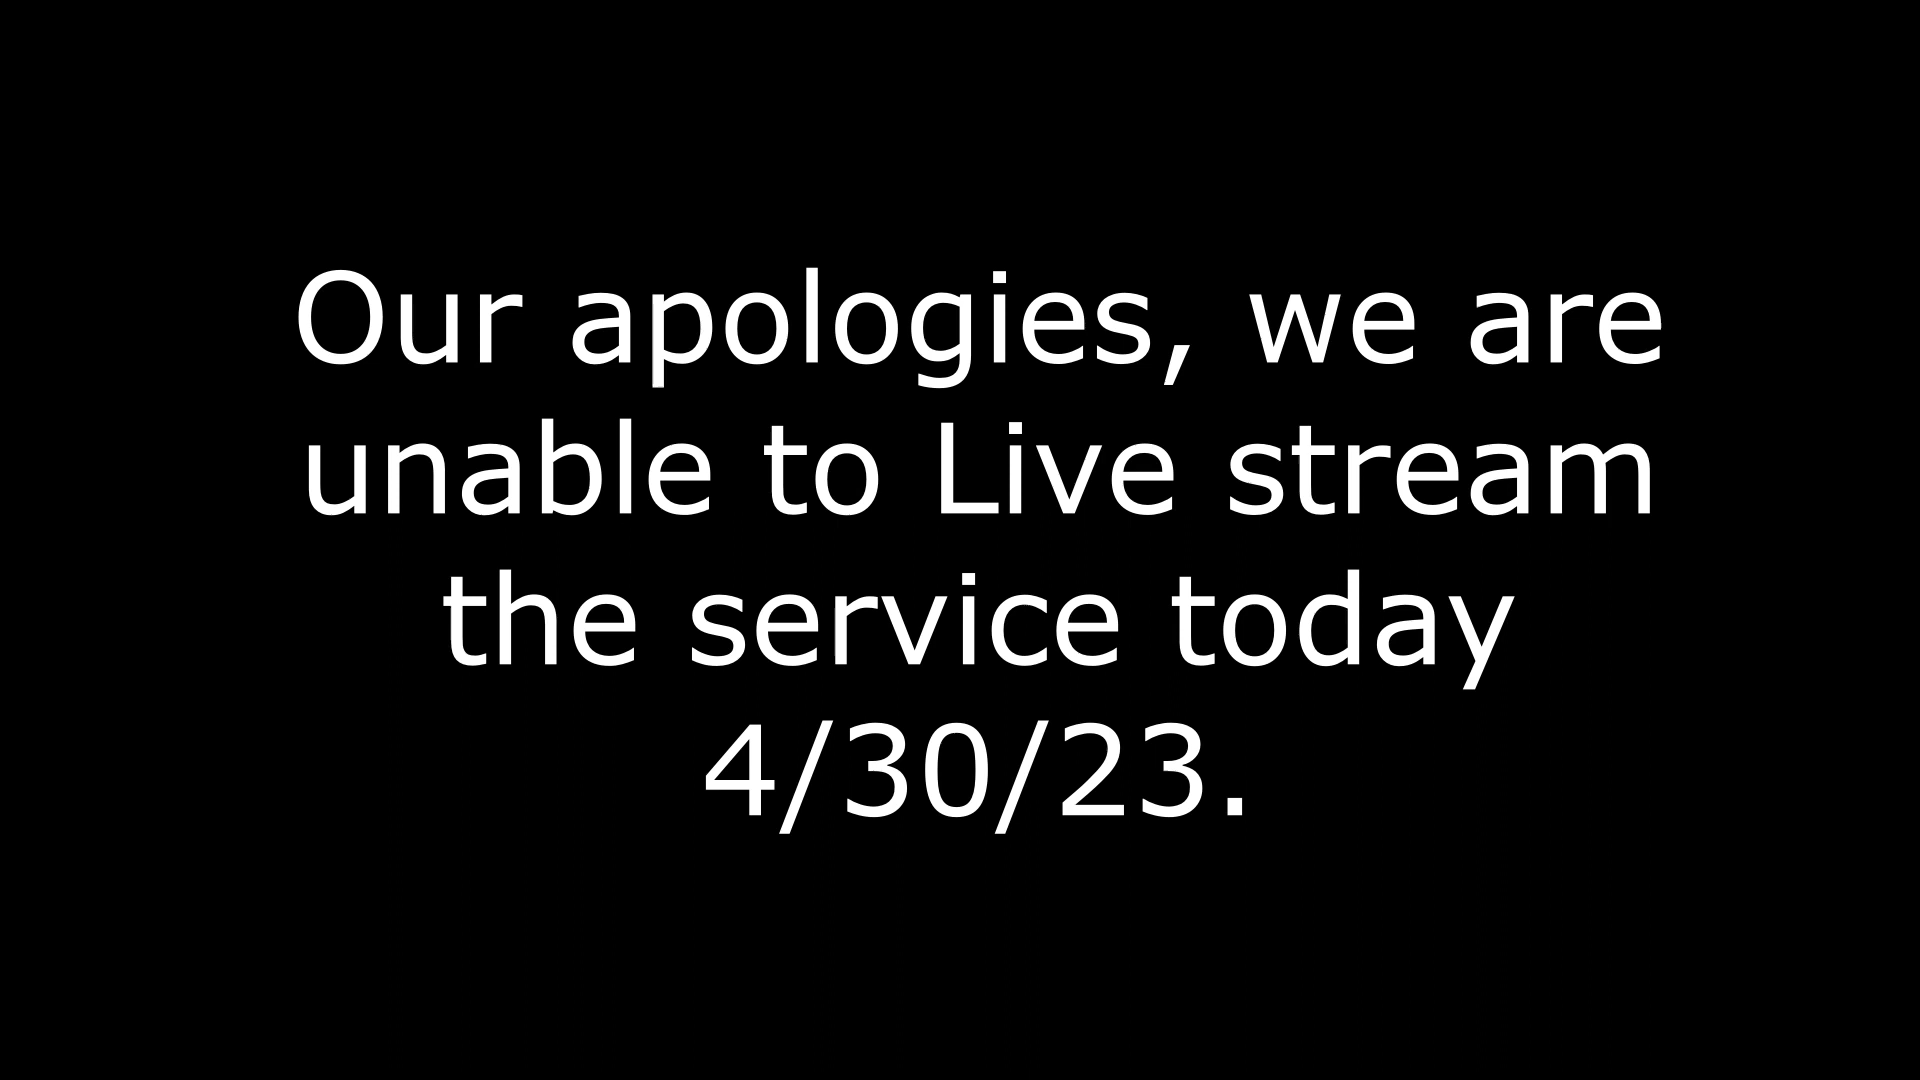 Our apologies, we are
unable to Live stream
the service today
4/30/23.